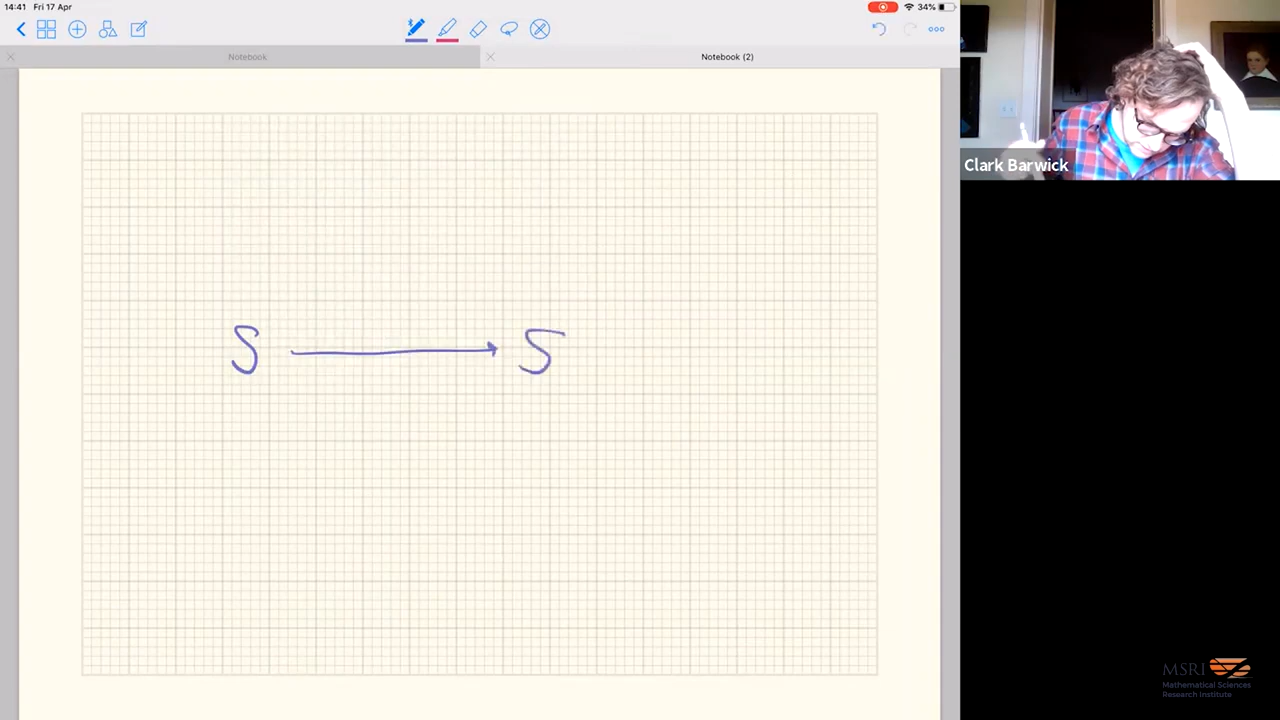 14:41 Fri 17 Apr
34%
Notebook
Notebook (2)
S → S
Clark Barwick
MSRI
Mathematical Sciences
Research Institute